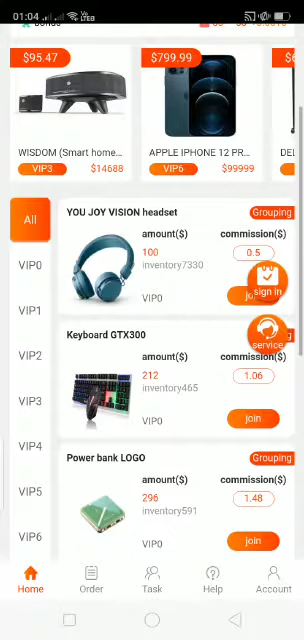 01:04
$95.47
$799.99
WISDOM (Smart home...
APPLE IPHONE 12 PR...
DEL
VIP3
$14688
VIP6
$99999
All
VIP0
VIP1
VIP2
VIP3
VIP4
VIP5
VIP6
YOU JOY VISION headset
Grouping
amount($)
commission($)
100
0.5
inventory7330
VIP0
sign in
Keyboard GTX300
amount($)
commission($)
service
212
1.06
inventory465
VIP0
join
Power bank LOGO
Grouping
amount($)
commission($)
296
1.48
inventory591
VIP0
join
Home
Order
Task
Help
Account